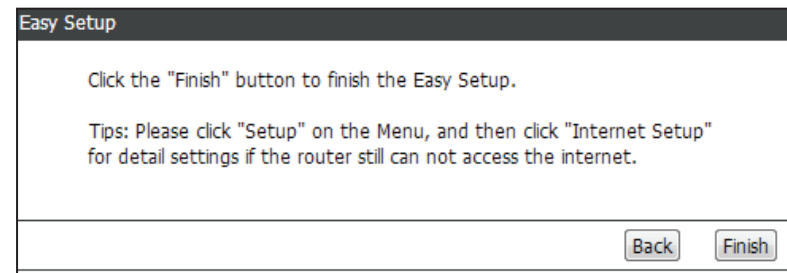 Easy Setup
Click the "Finish" button to finish the Easy Setup.
Tips: Please click "Setup" on the Menu, and then click "Internet Setup"
for detail settings if the router still can not access the internet.
Back Finish